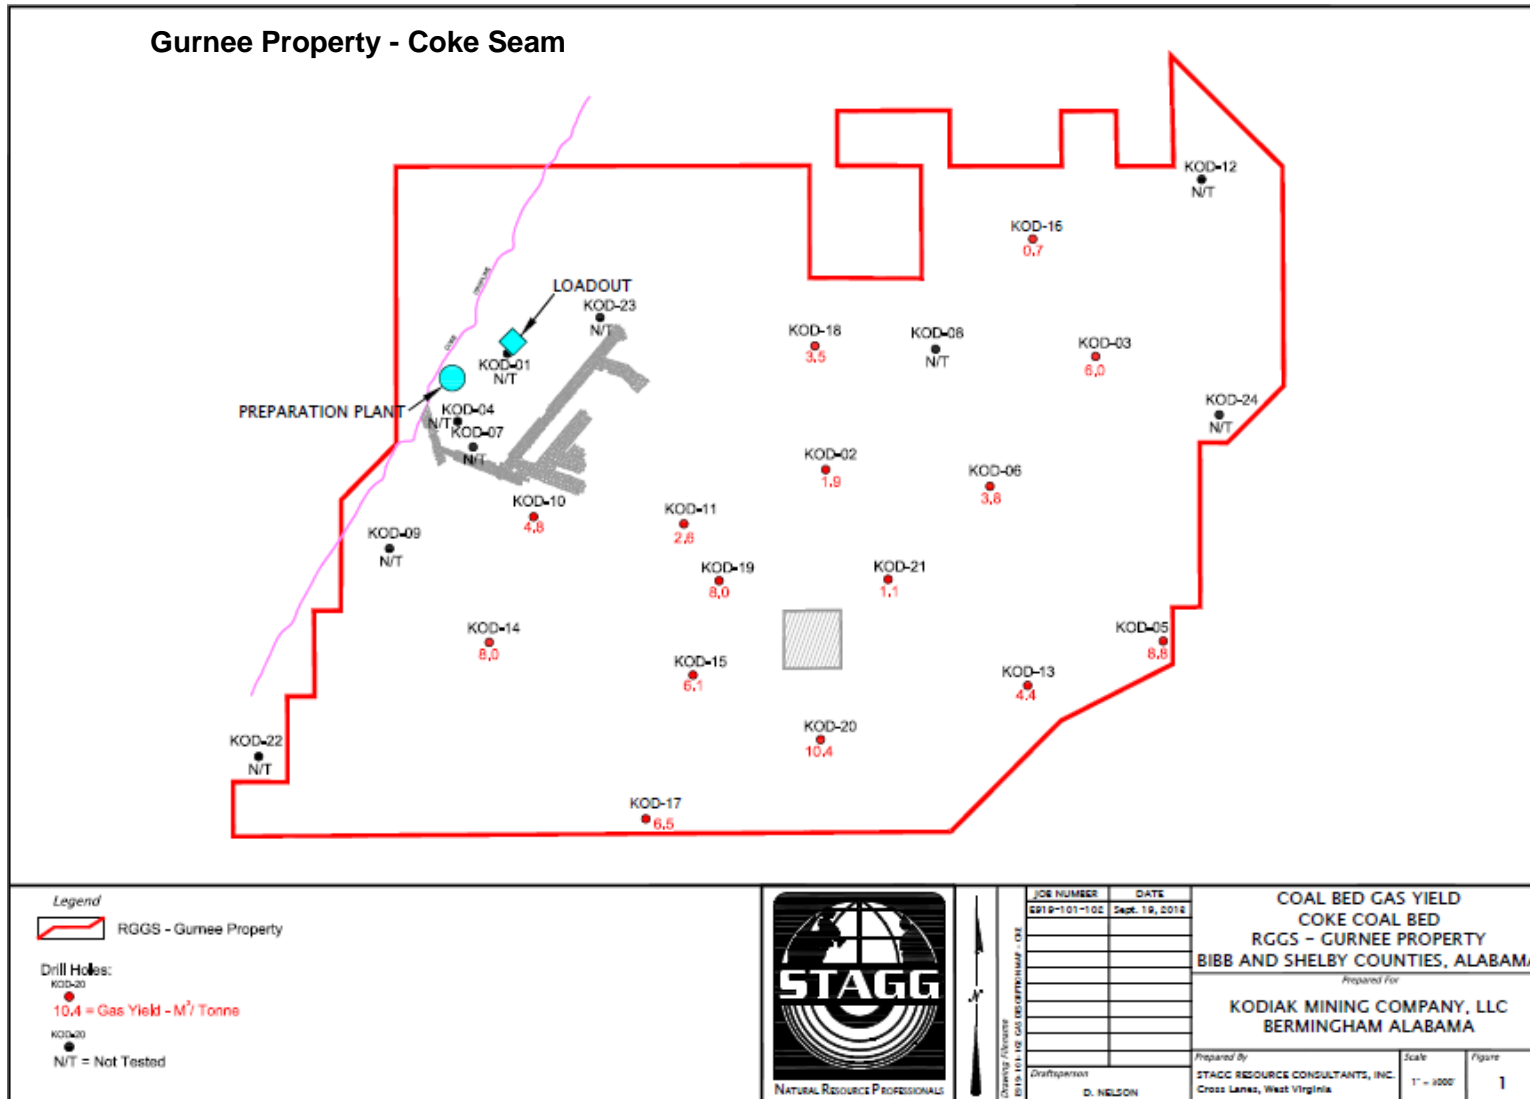 Gurnee Property - Coke Seam
KOD-12
N/T
KOD-16
0.7
LOADOUT
KOD-23
N/T
KOD-18
3.5
KOD-08
N/T
KOD-03
6.0
KOD-01
N/T
PREPARATION PLANT
KOD-04
N/T
KOD-07
N/T
KOD-24
N/T
KOD-02
1.9
KOD-06
3.8
KOD-10
4.8
KOD-11
2.6
KOD-09
N/T
KOD-19
8.0
KOD-21
1.1
KOD-14
8.0
KOD-05
8.8
KOD-15
6.1
KOD-13
4.4
KOD-20
10.4
KOD-22
N/T
KOD-17
6.5
Legend
RGGS - Gurnee Property
Drill Holes:
KOD-20
10.4 = Gas Yield - M³/ Tonne
KOD-20
N/T = Not Tested
STAGG
NATURAL RESOURCE PROFESSIONALS
N
Drawing Filename
JOB NUMBER DATE
E919-101-102 Sept. 19, 2016
Draftsperson
D. NELSON
COAL BED GAS YIELD
COKE COAL BED
RGGS - GURNEE PROPERTY
BIBB AND SHELBY COUNTIES, ALABAMA
Prepared For
KODIAK MINING COMPANY, LLC
BERMINGHAM ALABAMA
Prepared By
STAGG RESOURCE CONSULTANTS, INC.
Cross Lanes, West Virginia
Scale
Figure
1